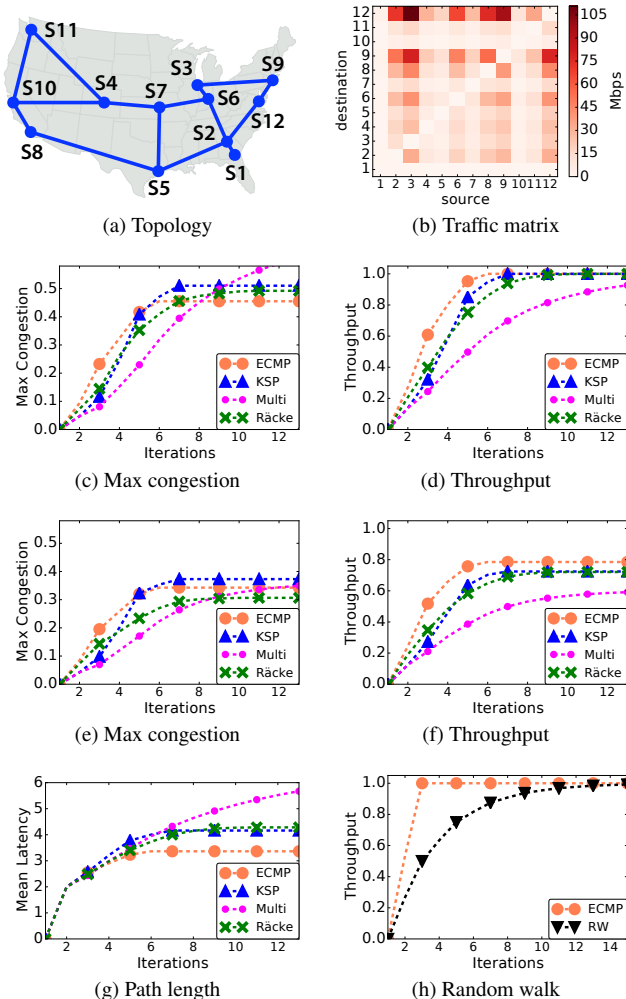 S11
S10
S4
S7
S3
S9
S6
S2
S12
S8
S5
S1
(a) Topology
12
11
10
9
8
7
6
5
4
3
2
1
destination
1 2 3 4 5 6 7 8 9 101112
source
105
90
75
60
45
30
15
0
Mbps
(b) Traffic matrix
0.5
0.4
0.3
0.2
0.1
0.0
Max Congestion
2 4 6 8 10 12
Iterations
ECMP
KSP
Multi
Räcke
(c) Max congestion
1.0
0.8
0.6
0.4
0.2
0.0
Throughput
2 4 6 8 10 12
Iterations
ECMP
KSP
Multi
Räcke
(d) Throughput
0.5
0.4
0.3
0.2
0.1
0.0
Max Congestion
2 4 6 8 10 12
Iterations
ECMP
KSP
Multi
Räcke
(e) Max congestion
1.0
0.8
0.6
0.4
0.2
0.0
Throughput
2 4 6 8 10 12
Iterations
ECMP
KSP
Multi
Räcke
(f) Throughput
6
5
4
3
2
1
0
Mean Latency
2 4 6 8 10 12
Iterations
ECMP
KSP
Multi
Räcke
(g) Path length
1.0
0.8
0.6
0.4
0.2
0.0
Throughput
2 4 6 8 10 12 14
Iterations
ECMP
RW
(h) Random walk